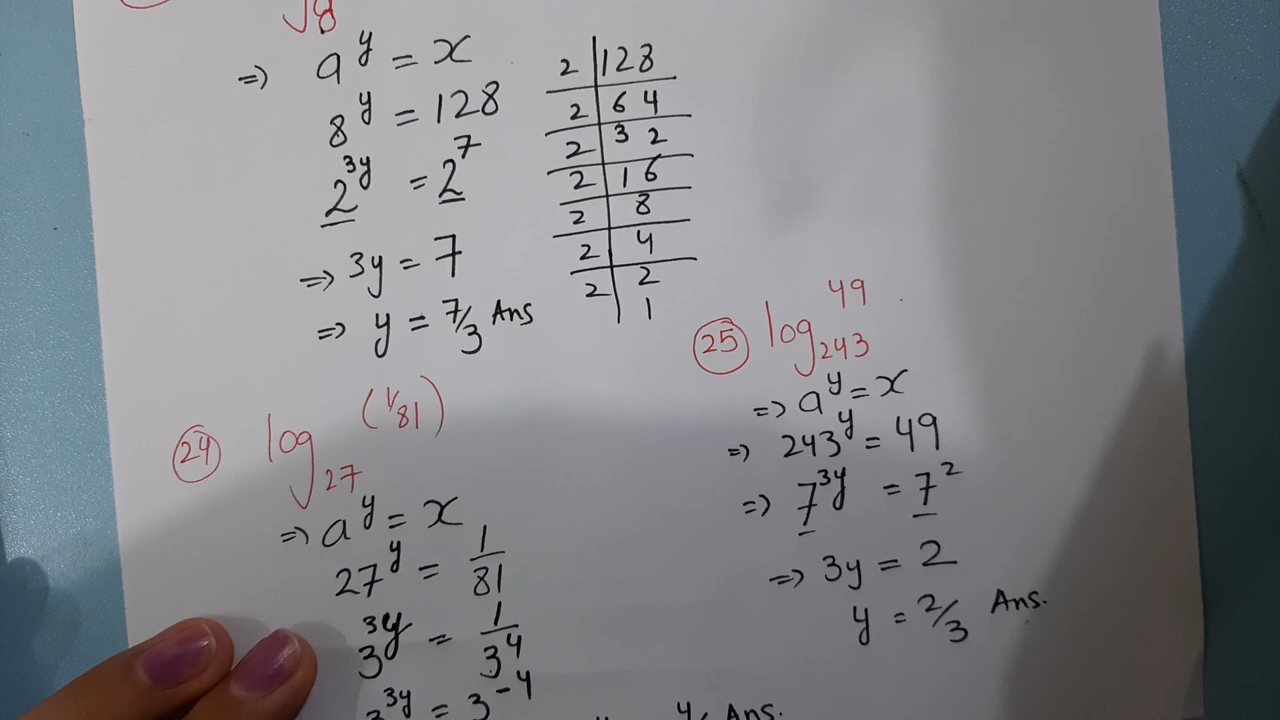 8
⇒ a^y = x
8^y = 128
2^3y = 2^7
⇒ 3y = 7
⇒ y = 7/3 Ans
2 | 128
2 | 64
2 | 32
2 | 16
2 | 8
2 | 4
2 | 2
1
(24) log_27 (1/81)
⇒ a^y = x
27^y = 1/81
3^3y = 1/3^4
3^3y = 3^-4
Ans.
(25) log_243 49
⇒ a^y = x
⇒ 243^y = 49
⇒ 7^3y = 7^2
⇒ 3y = 2
y = 2/3 Ans.